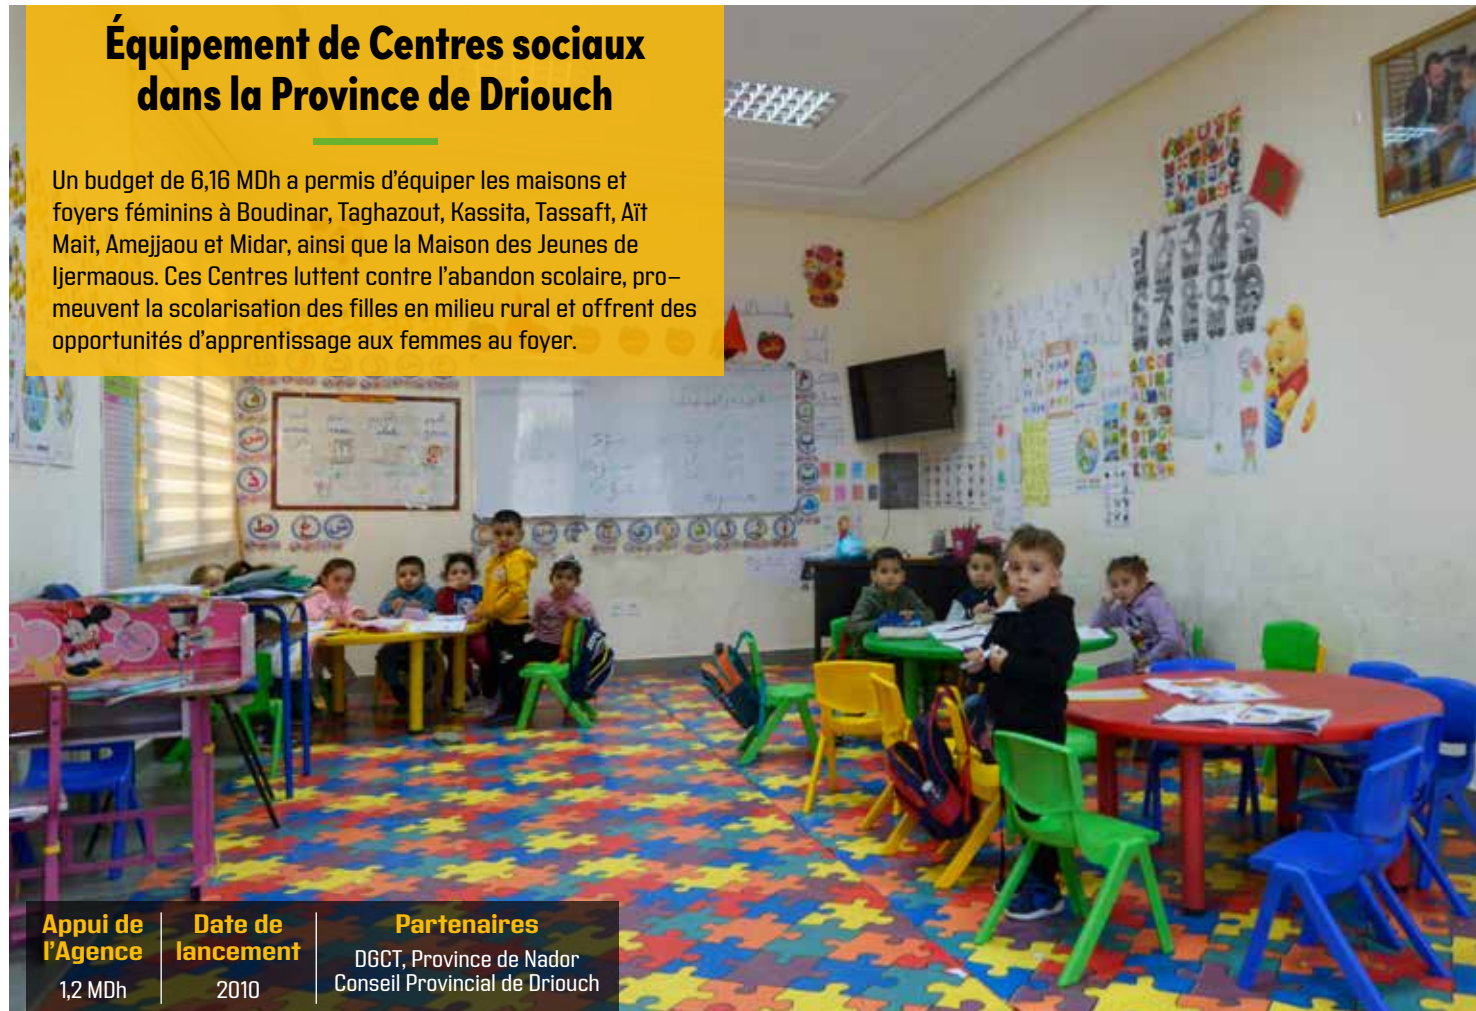 Équipement de Centres sociaux
dans la Province de Driouch
Un budget de 6,16 MDh a permis d'équiper les maisons et
foyers féminins à Boudinar, Taghazout, Kassita, Tassaft, Aït
Mait, Amejjaou et Midar, ainsi que la Maison des Jeunes de
Ijermaous. Ces Centres luttent contre l'abandon scolaire, pro–
meuvent la scolarisation des filles en milieu rural et offrent des
opportunités d'apprentissage aux femmes au foyer.
Appui de
l'Agence
1,2 MDh
Date de
lancement
2010
Partenaires
DGCT, Province de Nador
Conseil Provincial de Driouch